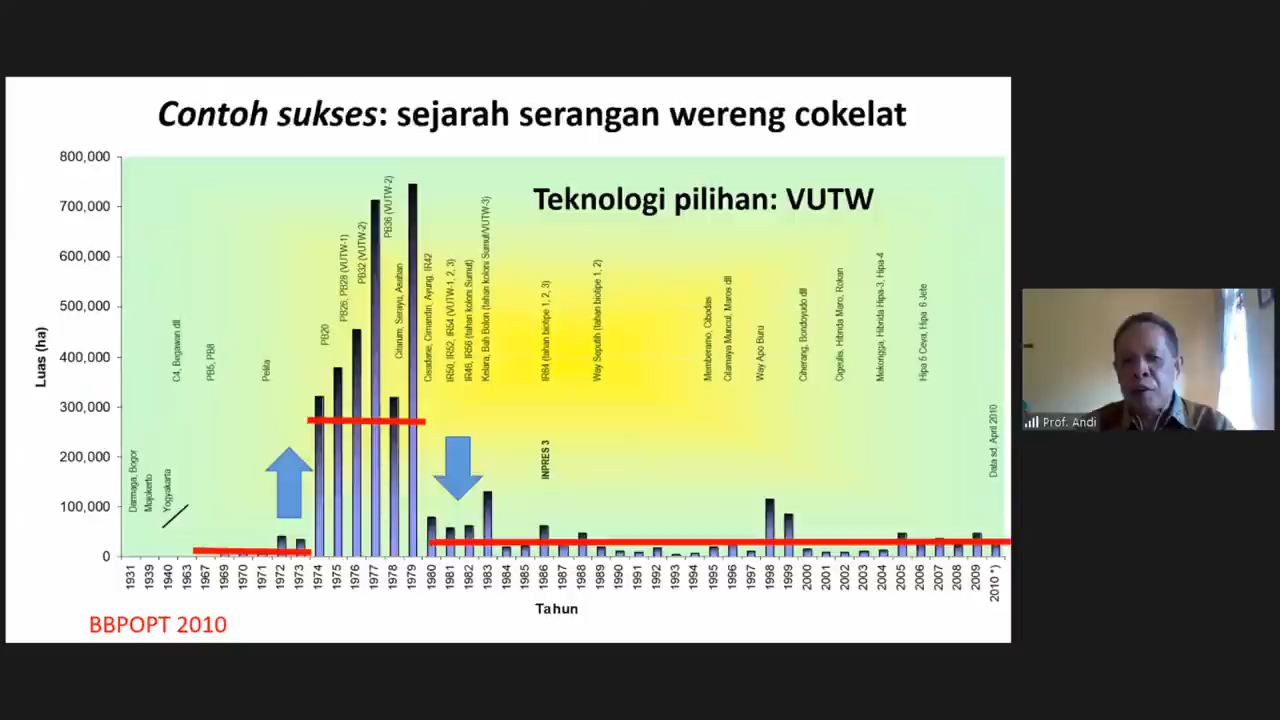 Contoh sukses: sejarah serangan wereng cokelat
Teknologi pilihan: VUTW
Luas (ha)
800,000
700,000
600,000
500,000
400,000
300,000
200,000
100,000
0
Darmaga, Bogor
Mojokerto
Yogyakarta
C4, Begawan dll
PB5, PB8
Pelita
PB20
PB26, PB28 (VUTW-1)
PB32 (VUTW-2)
PB36 (VUTW-2)
Citarum, Serayu, Asahan
Cisadane, Cimandiri, Ayung, IR42
IR50, IR52, IR54 (VUTW-1, 2, 3)
IR46, IR56 (tahan koloni Sumut)
Kelara, Bah Bolon (tahan koloni Sumut/VUTW-3)
IR64 (tahan biotipe 1, 2, 3)
INPRES 3
Way Seputih (tahan biotipe 1, 2)
Memberamo, Cibodas
Cilamaya Muncul, Maros dll
Way Apo Buru
Ciherang, Bondoyudo dll
Cigeulis, Hibrida Maro, Rokan
Mekongga, Hibrida Hipa-3, Hipa-4
Hipa 5 Ceva, Hipa 6 Jete
Data sd. April 2010
1931
1939
1940
1963
1967
1969
1970
1971
1972
1973
1974
1975
1976
1977
1978
1979
1980
1981
1982
1983
1984
1985
1986
1987
1988
1989
1990
1991
1992
1993
1994
1995
1996
1997
1998
1999
2000
2001
2002
2003
2004
2005
2006
2007
2008
2009
2010 *)
Tahun
BBPOPT 2010
Prof. Andi